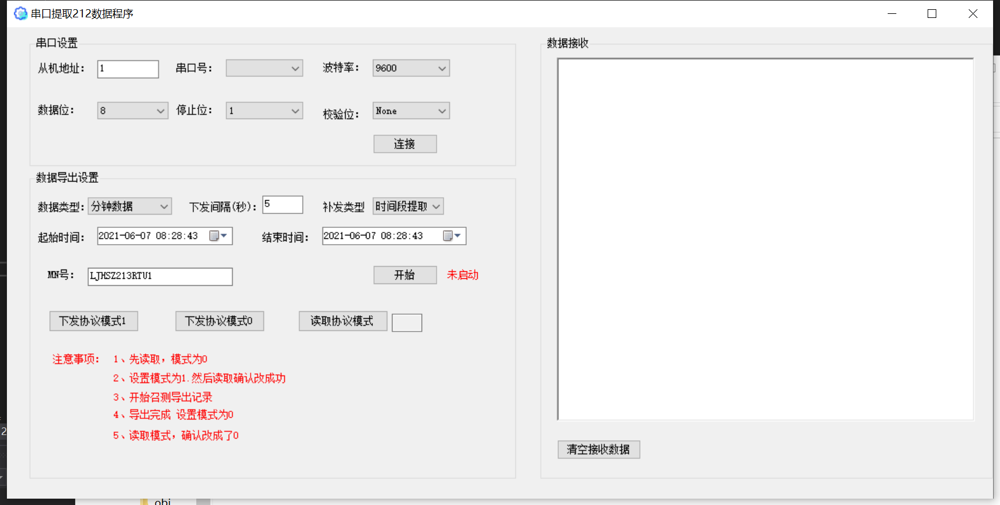 串口提取212数据程序
串口设置
从机地址： 1 串口号： 波特率： 9600
数据位： 8 停止位： 1 校验位： None
连接
数据导出设置
数据类型： 分钟数据 下发间隔(秒)： 5 补发类型 时间段提取
起始时间： 2021-06-07 08:28:43 结束时间： 2021-06-07 08:28:43
MN号： LJHSZ213RTU1 开始 未启动
下发协议模式1 下发协议模式0 读取协议模式
注意事项： 1、先读取，模式为0
2、设置模式为1.然后读取确认改成功
3、开始召测导出记录
4、导出完成 设置模式为0
5、读取模式，确认改成了0
数据接收
清空接收数据
2
obj